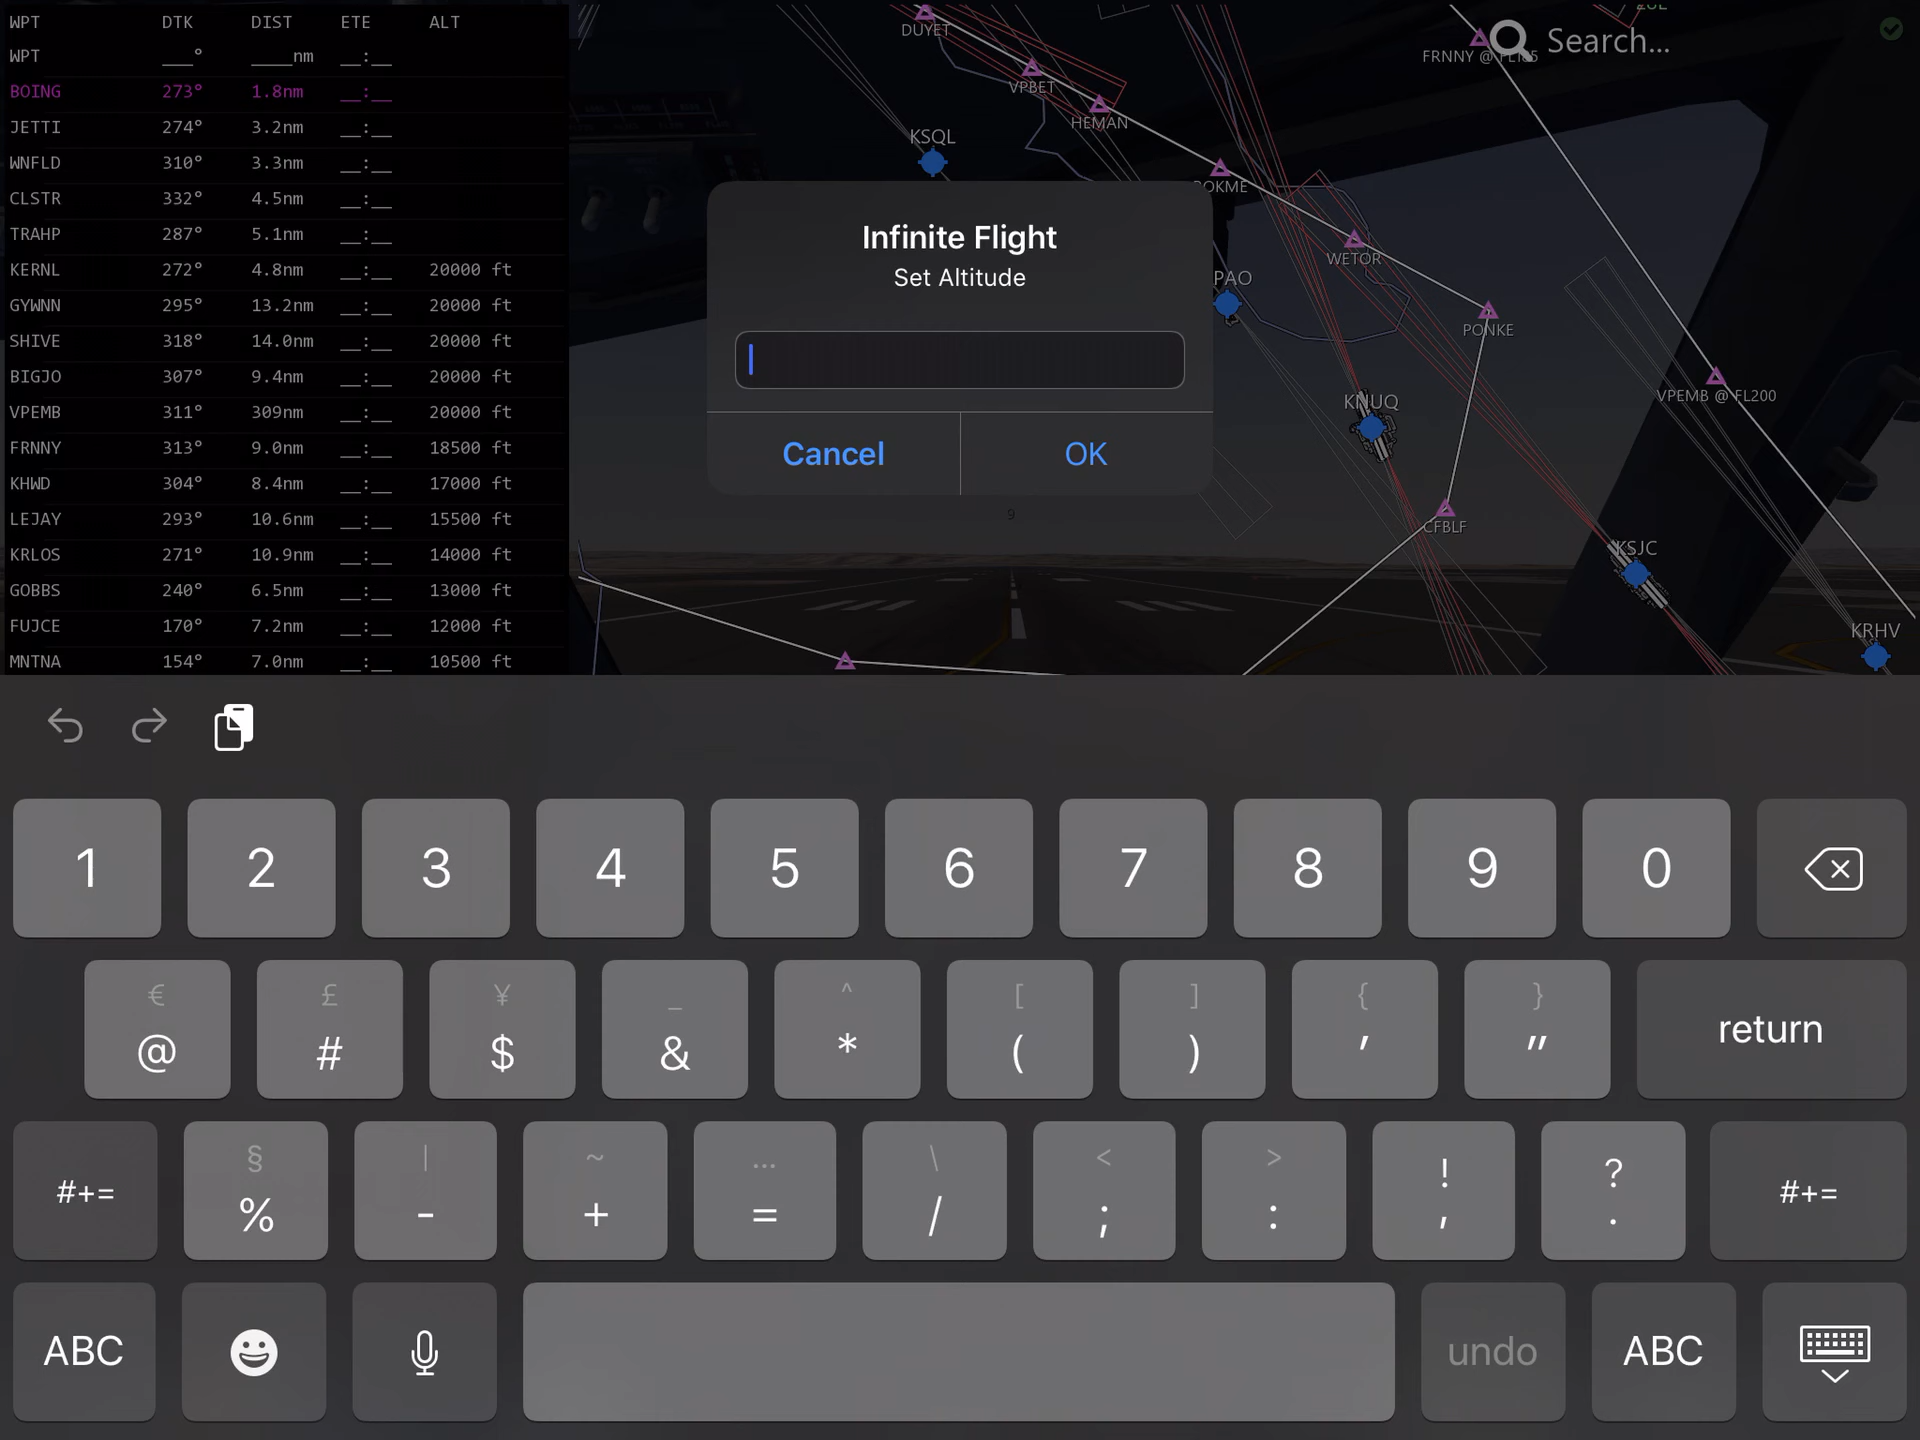 WPT DTK DIST ETE ALT
WPT ___° ____nm __:__
BOING 273° 1.8nm __:__
JETTI 274° 3.2nm __:__
WNFLD 310° 3.3nm __:__
CLSTR 332° 4.5nm __:__
TRAHP 287° 5.1nm __:__
KERNL 272° 4.8nm __:__ 20000 ft
GYWNN 295° 13.2nm __:__ 20000 ft
SHIVE 318° 14.0nm __:__ 20000 ft
BIGJO 307° 9.4nm __:__ 20000 ft
VPEMB 311° 309nm __:__ 20000 ft
FRNNY 313° 9.0nm __:__ 18500 ft
KHWD 304° 8.4nm __:__ 17000 ft
LEJAY 293° 10.6nm __:__ 15500 ft
KRLOS 271° 10.9nm __:__ 14000 ft
GOBBS 240° 6.5nm __:__ 13000 ft
FUJCE 170° 7.2nm __:__ 12000 ft
MNTNA 154° 7.0nm __:__ 10500 ft
DUYET
VPBET
HEMAN
KSQL
OKME
WETOR
PAO
PONKE
KNUQ
CFBLF
KSJC
KRHV
VPEMB @ FL200
FRNNY @ FL185
Search...
Infinite Flight
Set Altitude
Cancel OK
9
1 2 3 4 5 6 7 8 9 0
€ £ ¥ _ ^ [ ] { }
@ # $ & * ( ) ' " return
§ | ~ … \ < > ! ?
#+= % - + = / ; : , . #+=
ABC undo ABC